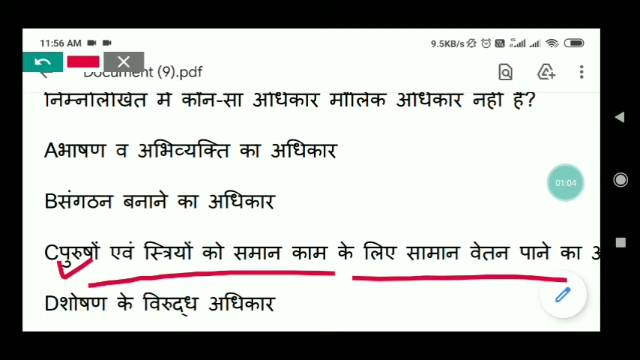 11:56 AM 9.5KB/s
Document (9).pdf
निम्नलिखित में कौन-सा अधिकार मौलिक अधिकार नहीं है?
Aभाषण व अभिव्यक्ति का अधिकार
Bसंगठन बनाने का अधिकार
01:04
Cपुरुषों एवं स्त्रियों को समान काम के लिए सामान वेतन पाने का अ
Dशोषण के विरुद्ध अधिकार